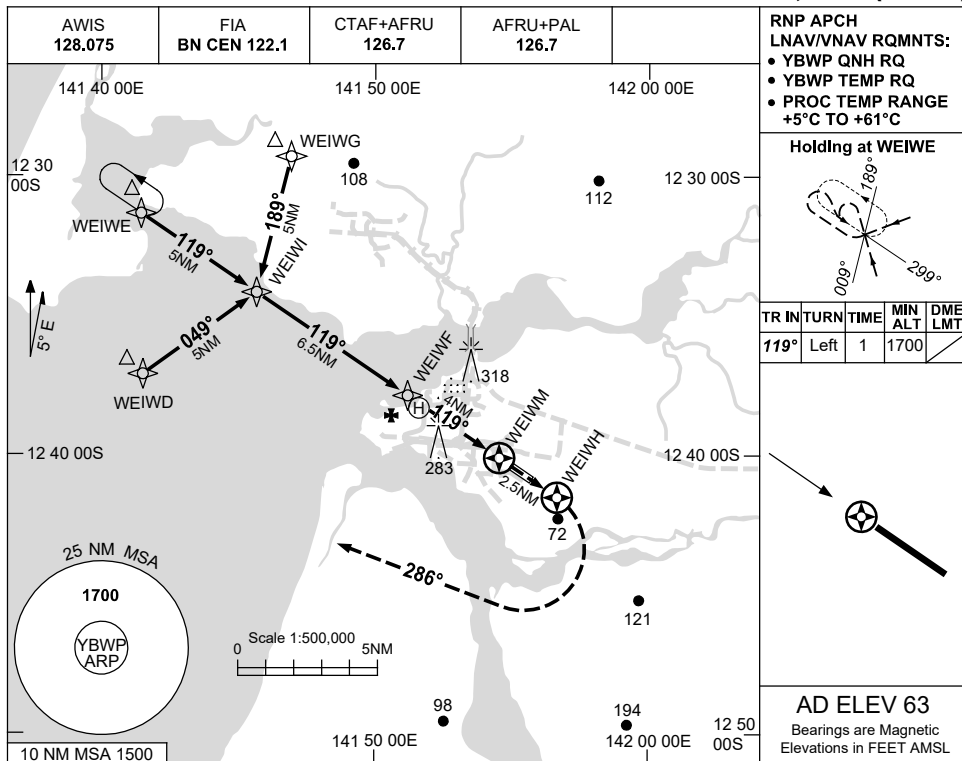 AWIS
128.075
FIA
BN CEN 122.1
CTAF+AFRU
126.7
AFRU+PAL
126.7
RNP APCH
LNAV/VNAV RQMNTS:
• YBWP QNH RQ
• YBWP TEMP RQ
• PROC TEMP RANGE
+5°C TO +61°C
141 40 00E
141 50 00E
142 00 00E
12 30
00S
12 30 00S
WEIWG
108
112
WEIWE
189°
5NM
119°
5NM
WEIWI
5° E
049°
5NM
WEIWD
119°
6.5NM
WEIWF
318
H
4NM
119°
WEIWM
WEIWH
283
2.5NM
72
12 40 00S
12 40 00S
286°
121
25 NM MSA
1700
YBWP
ARP
Scale 1:500,000
0
5NM
98
194
12 50
00S
141 50 00E
142 00 00E
10 NM MSA 1500
Holding at WEIWE
189°
009°
299°
TR IN
TURN
TIME
MIN
ALT
DME
LMT
119°
Left
1
1700
AD ELEV 63
Bearings are Magnetic
Elevations in FEET AMSL